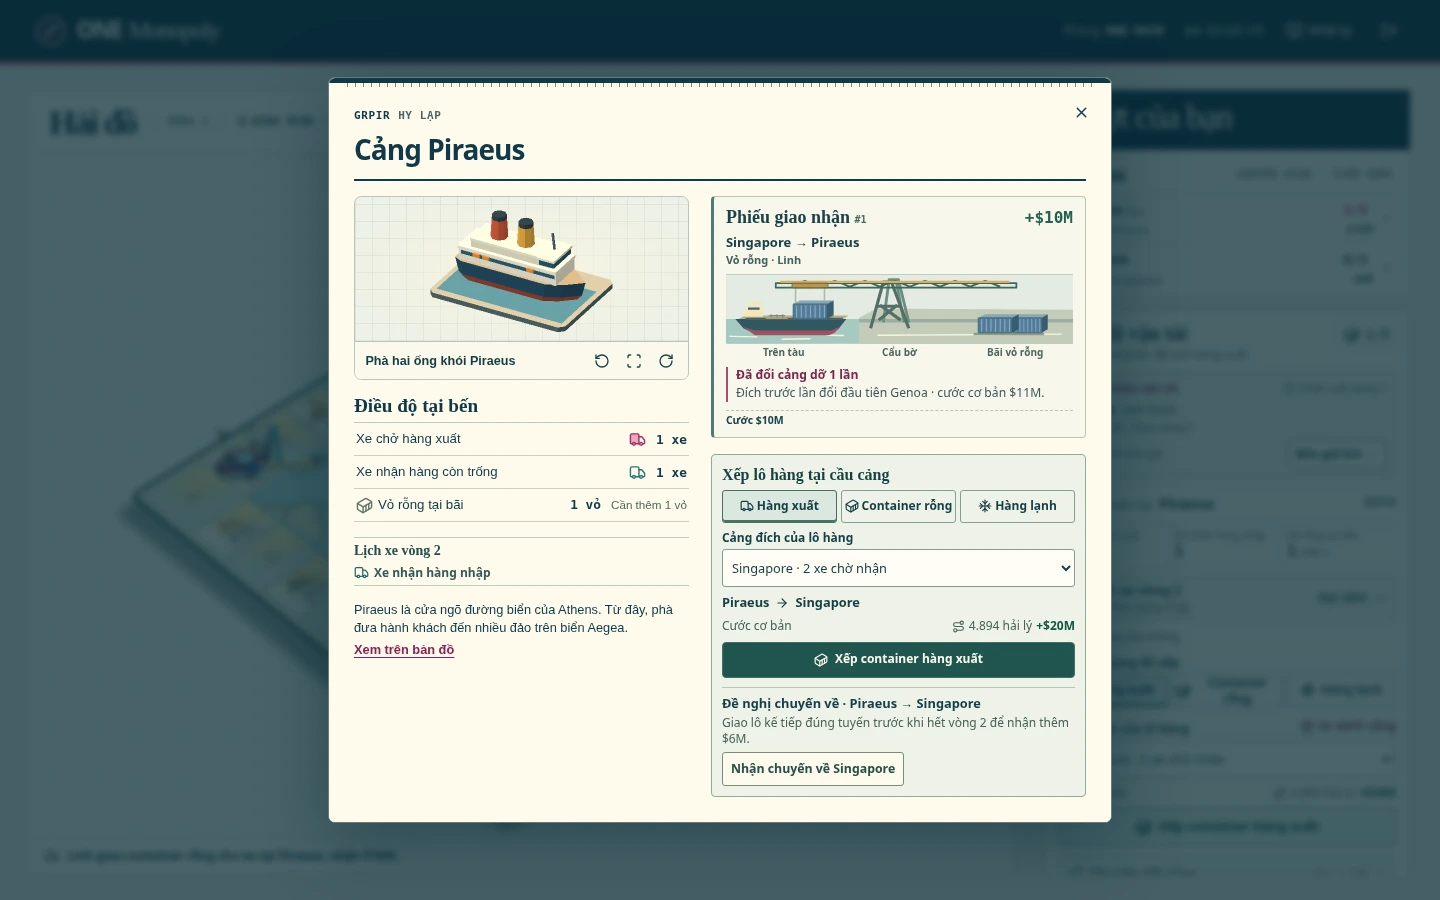 ONE Monopoly
Hải đồ
của bạn
GRPIR HY LẠP
Cảng Piraeus
Phà hai ống khói Piraeus
Điều độ tại bến
Xe chở hàng xuất 1 xe
Xe nhận hàng còn trống 1 xe
Vỏ rỗng tại bãi 1 vỏ Cần thêm 1 vỏ
Lịch xe vòng 2
Xe nhận hàng nhập
Piraeus là cửa ngõ đường biển của Athens. Từ đây, phà
đưa hành khách đến nhiều đảo trên biển Aegea.
Xem trên bản đồ
Phiếu giao nhận #1 +$10M
Singapore → Piraeus
Vỏ rỗng · Linh
Trên tàu Cẩu bờ Bãi vỏ rỗng
Đã đổi cảng dỡ 1 lần
Đích trước lần đổi đầu tiên Genoa · cước cơ bản $11M.
Cước $10M
Xếp lô hàng tại cầu cảng
Hàng xuất Container rỗng Hàng lạnh
Cảng đích của lô hàng
Singapore · 2 xe chờ nhận
Piraeus → Singapore
Cước cơ bản 4.894 hải lý +$20M
Xếp container hàng xuất
Đề nghị chuyến về · Piraeus → Singapore
Giao lô kế tiếp đúng tuyến trước khi hết vòng 2 để nhận thêm
$6M.
Nhận chuyến về Singapore